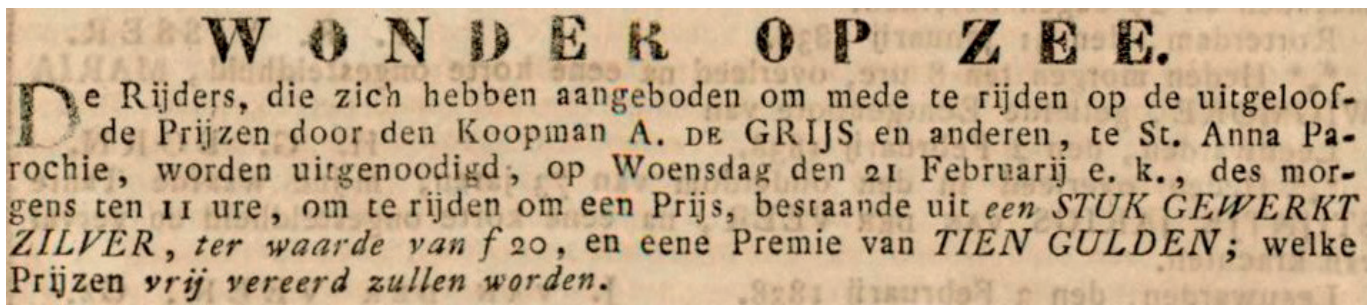 WONDER OP ZEE.
De Rijders, die zich hebben aangeboden om mede te rijden op de uitgeloof-
de Prijzen door den Koopman A. DE GRIJS en anderen, te St. Anna Pa-
rochie, worden uitgenoodigd, op Woensdag den 21 Februarij e. k., des mor-
gens ten 11 ure, om te rijden om een Prijs, bestaande uit een STUK GEWERKT
ZILVER, ter waarde van f 20, en eene Premie van TIEN GULDEN; welke
Prijzen vrij vereerd zullen worden.